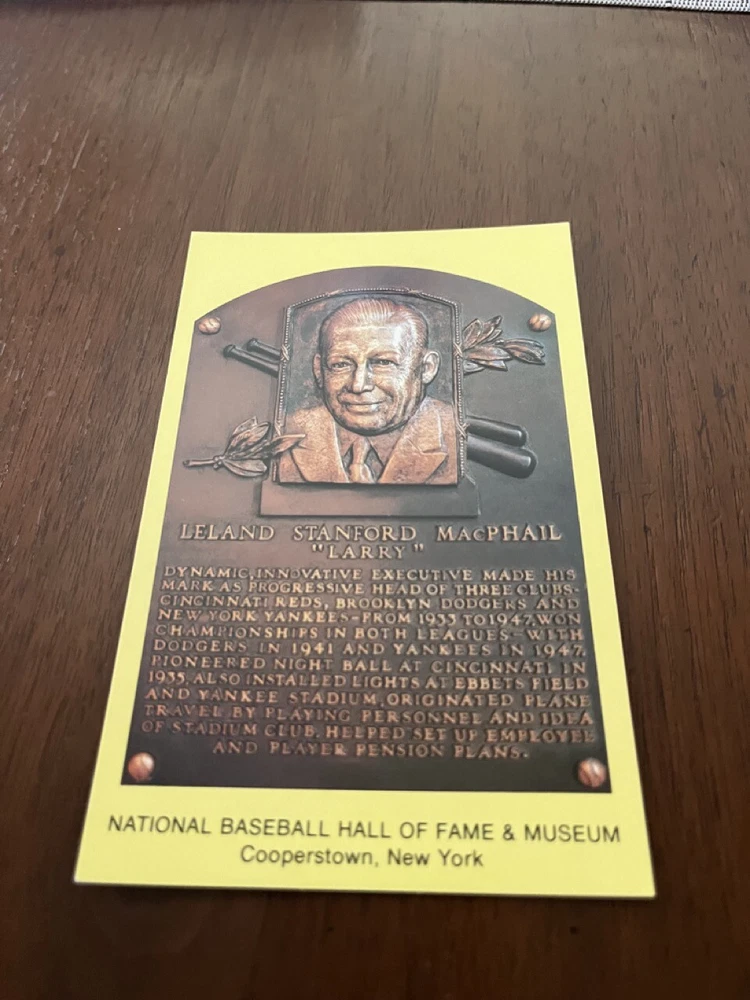 LELAND STANFORD MACPHAIL
"LARRY"
DYNAMIC, INNOVATIVE EXECUTIVE MADE HIS
MARK AS PROGRESSIVE HEAD OF THREE CLUBS-
CINCINNATI REDS, BROOKLYN DODGERS AND
NEW YORK YANKEES-FROM 1933 TO 1947. WON
CHAMPIONSHIPS IN BOTH LEAGUES-WITH
DODGERS IN 1941 AND YANKEES IN 1947.
PIONEERED NIGHT BALL AT CINCINNATI IN
1935. ALSO INSTALLED LIGHTS AT EBBETS FIELD
AND YANKEE STADIUM. ORIGINATED PLANE
TRAVEL BY PLAYING PERSONNEL AND IDEA
OF STADIUM CLUB. HELPED SET UP EMPLOYEE
AND PLAYER PENSION PLANS.
NATIONAL BASEBALL HALL OF FAME & MUSEUM
Cooperstown, New York